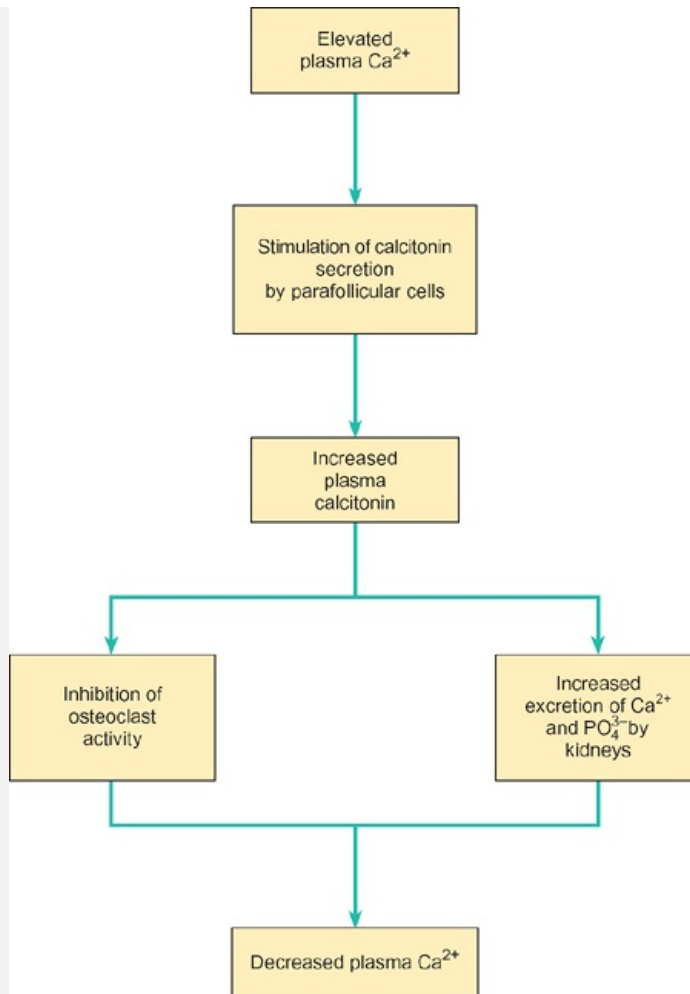 Elevated
plasma Ca²⁺
Stimulation of calcitonin
secretion
by parafollicular cells
Increased
plasma
calcitonin
Inhibition of
osteoclast
activity
Increased
excretion of Ca²⁺
and PO₄³⁻ by
kidneys
Decreased plasma Ca²⁺